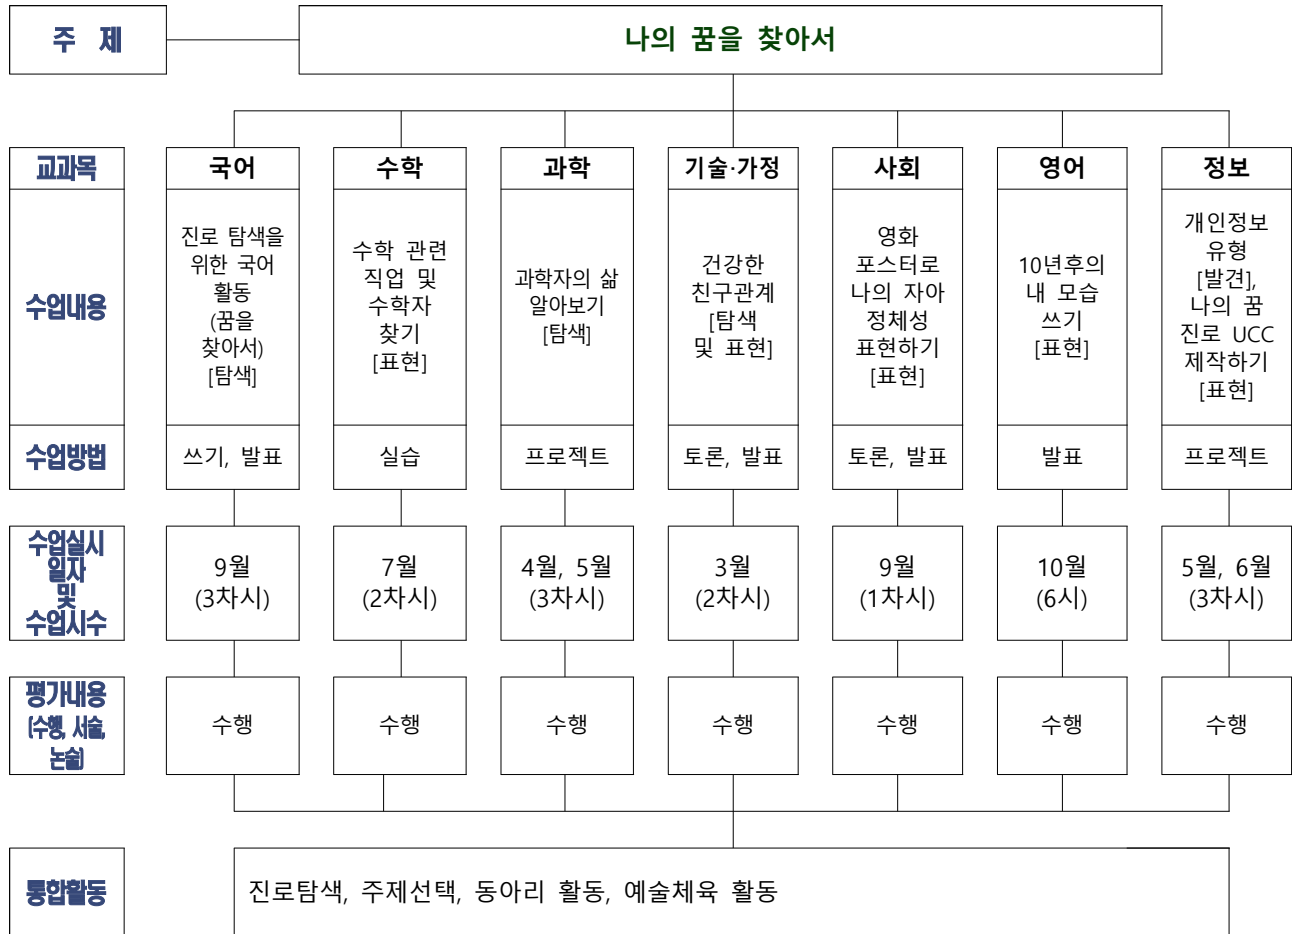 주 제
나의 꿈을 찾아서
교과목
국어
수학
과학
기술·가정
사회
영어
정보
수업내용
진로 탐색을
위한 국어
활동
(꿈을
찾아서)
[탐색]
수학 관련
직업 및
수학자
찾기
[표현]
과학자의 삶
알아보기
[탐색]
건강한
친구관계
[탐색
및 표현]
영화
포스터로
나의 자아
정체성
표현하기
[표현]
10년후의
내 모습
쓰기
[표현]
개인정보
유형
[발견],
나의 꿈
진로 UCC
제작하기
[표현]
수업방법
쓰기, 발표
실습
프로젝트
토론, 발표
토론, 발표
발표
프로젝트
수업실시
일자
및
수업시수
9월
(3차시)
7월
(2차시)
4월, 5월
(3차시)
3월
(2차시)
9월
(1차시)
10월
(6시)
5월, 6월
(3차시)
평가내용
(수행, 서술,
논술)
수행
수행
수행
수행
수행
수행
수행
통합활동
진로탐색, 주제선택, 동아리 활동, 예술체육 활동